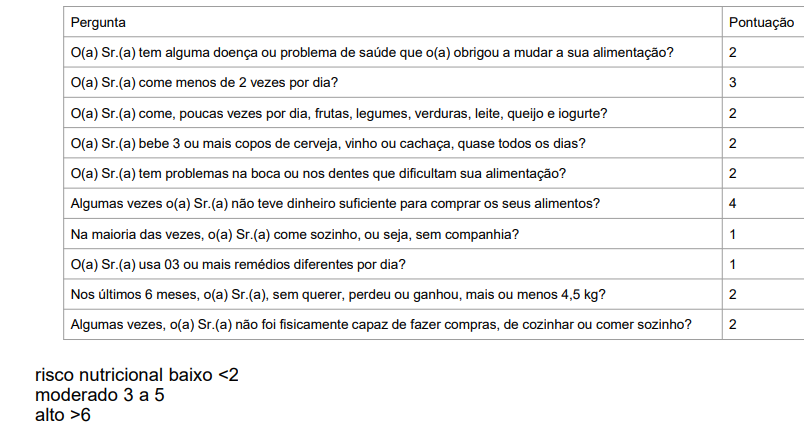 Pergunta Pontuação
O(a) Sr.(a) tem alguma doença ou problema de saúde que o(a) obrigou a mudar a sua alimentação? 2
O(a) Sr.(a) come menos de 2 vezes por dia? 3
O(a) Sr.(a) come, poucas vezes por dia, frutas, legumes, verduras, leite, queijo e iogurte? 2
O(a) Sr.(a) bebe 3 ou mais copos de cerveja, vinho ou cachaça, quase todos os dias? 2
O(a) Sr.(a) tem problemas na boca ou nos dentes que dificultam sua alimentação? 2
Algumas vezes o(a) Sr.(a) não teve dinheiro suficiente para comprar os seus alimentos? 4
Na maioria das vezes, o(a) Sr.(a) come sozinho, ou seja, sem companhia? 1
O(a) Sr.(a) usa 03 ou mais remédios diferentes por dia? 1
Nos últimos 6 meses, o(a) Sr.(a), sem querer, perdeu ou ganhou, mais ou menos 4,5 kg? 2
Algumas vezes, o(a) Sr.(a) não foi fisicamente capaz de fazer compras, de cozinhar ou comer sozinho? 2
risco nutricional baixo <2
moderado 3 a 5
alto >6